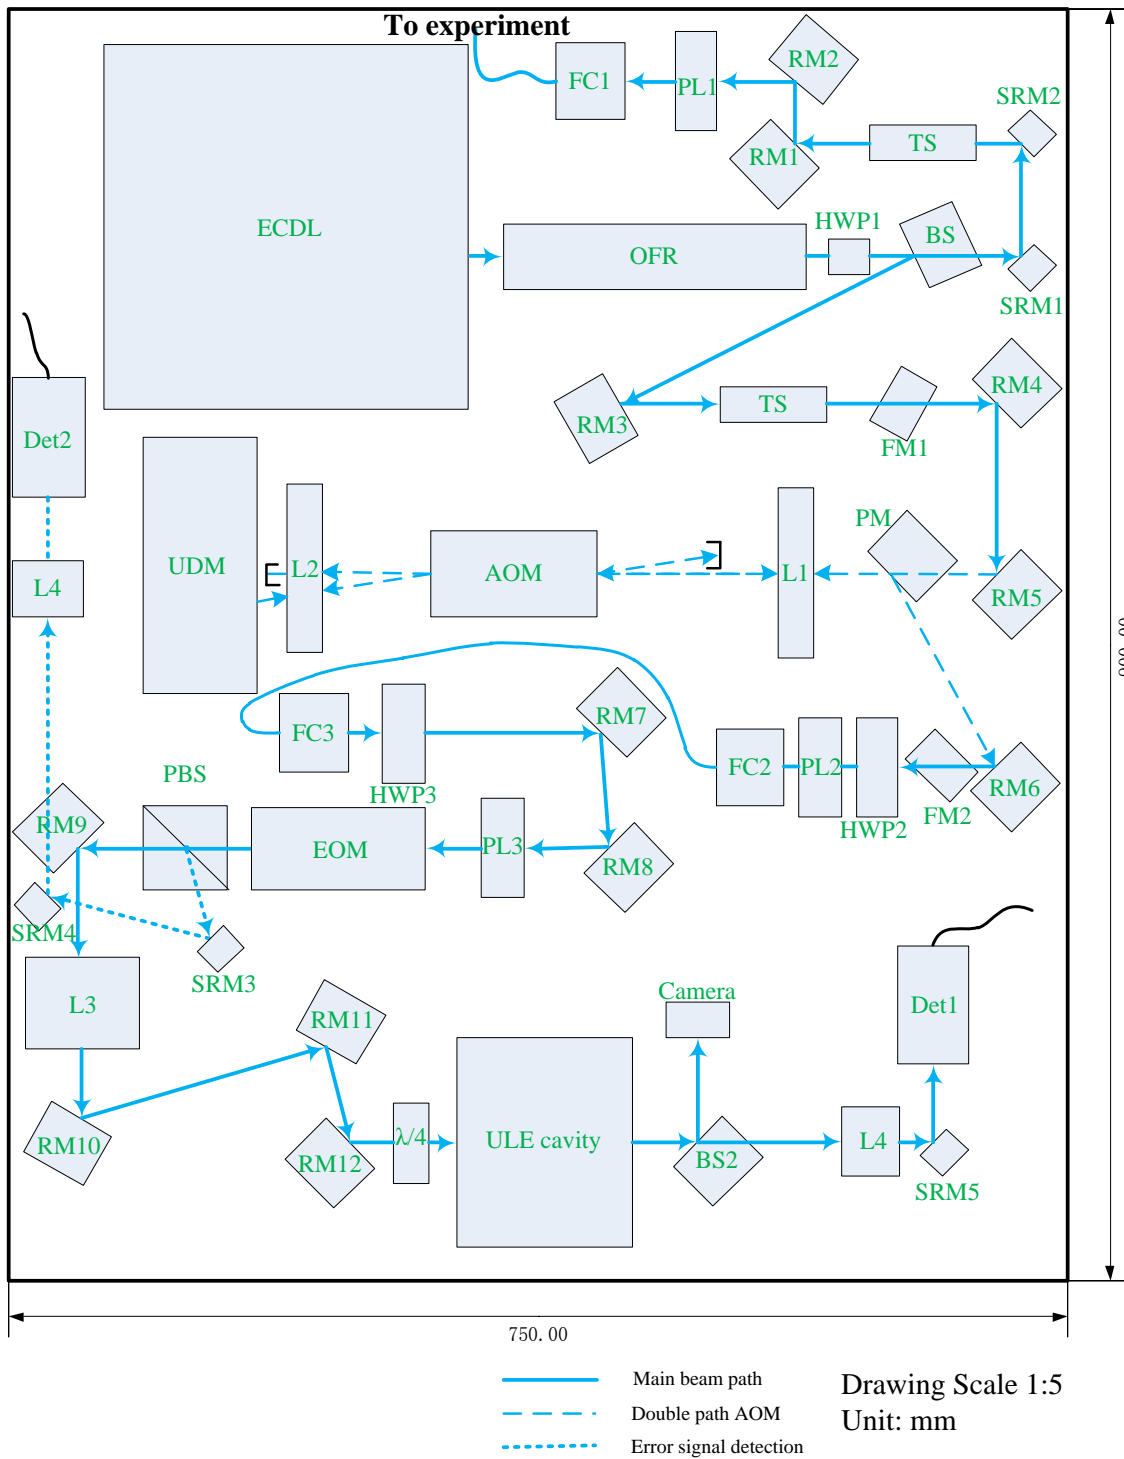 To experiment
FC1
PL1
RM2
SRM2
TS
RM1
ECDL
OFR
HWP1
BS
SRM1
RM4
Det2
RM3
TS
FM1
PM
UDM
L2
AOM
L1
L4
RM5
RM7
FC3
HWP3
FC2
PL2
HWP2
FM2
RM6
PBS
RM9
EOM
PL3
RM8
SRM4
SRM3
L3
RM11
Camera
Det1
RM10
RM12
λ/4
ULE cavity
BS2
L4
SRM5
750.00
Main beam path
Double path AOM
Error signal detection
Drawing Scale 1:5
Unit: mm